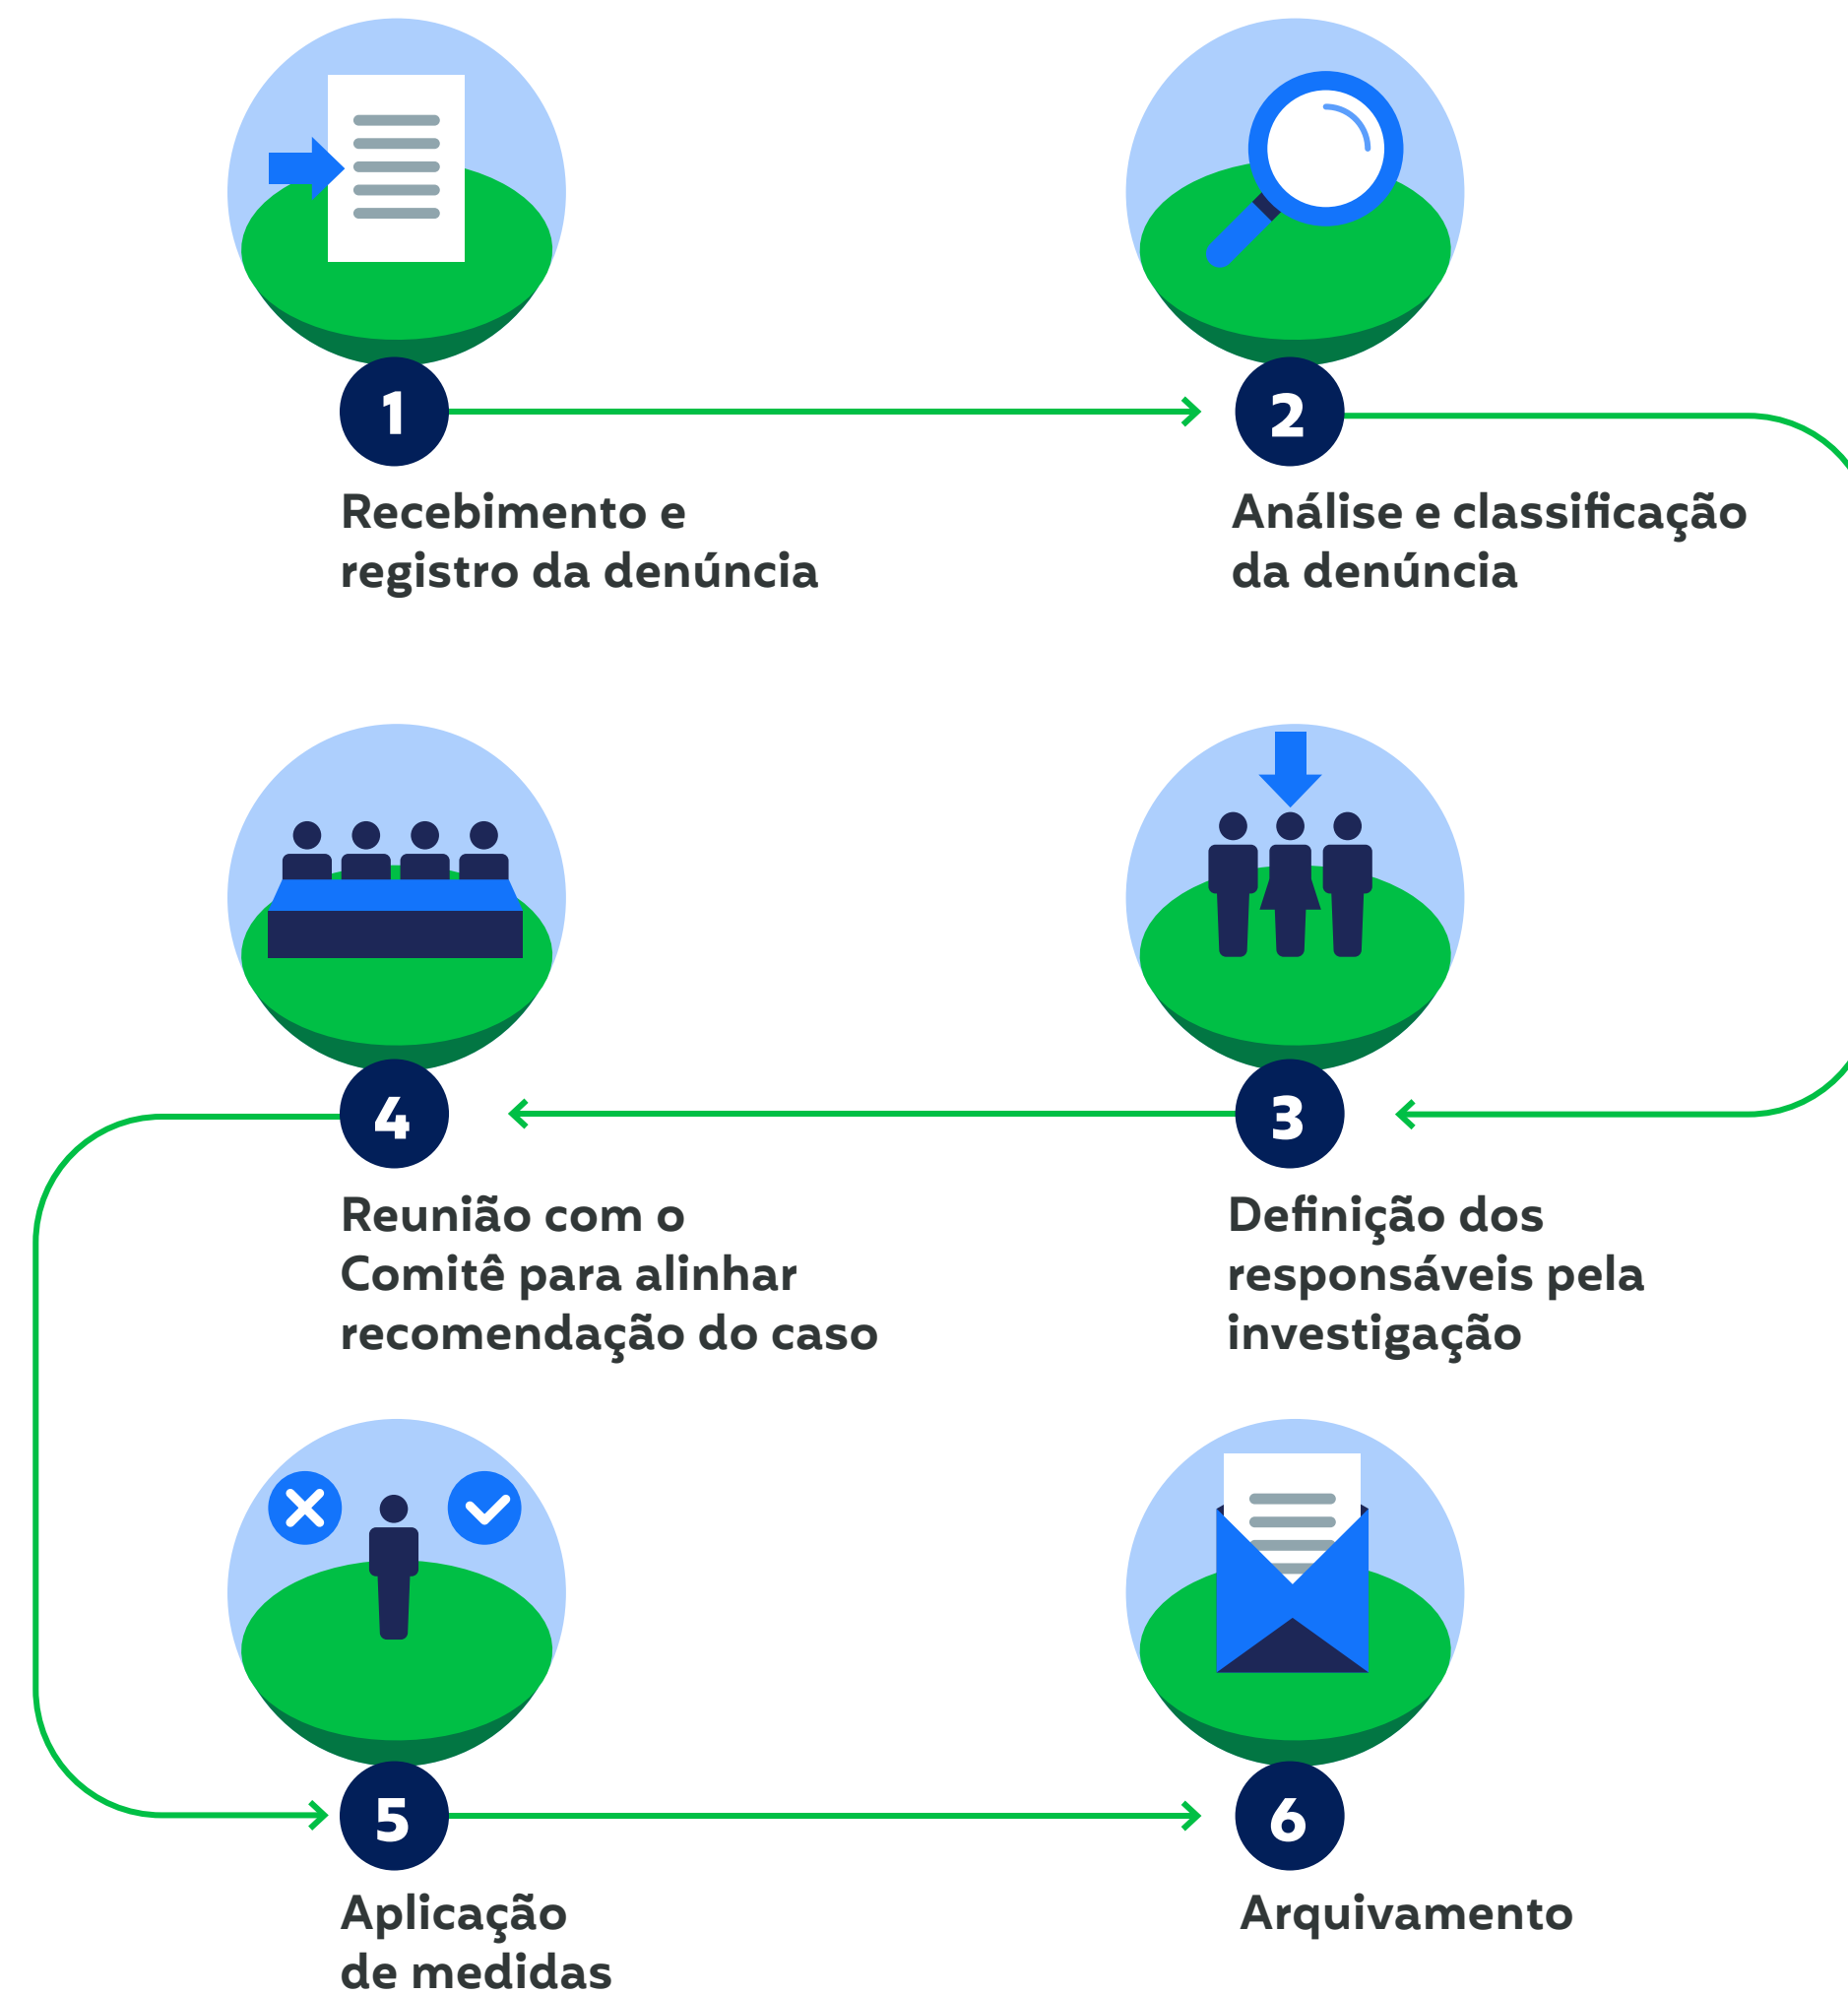 1
Recebimento e
registro da denúncia
2
Análise e classificação
da denúncia
3
Definição dos
responsáveis pela
investigação
4
Reunião com o
Comitê para alinhar
recomendação do caso
5
Aplicação
de medidas
6
Arquivamento